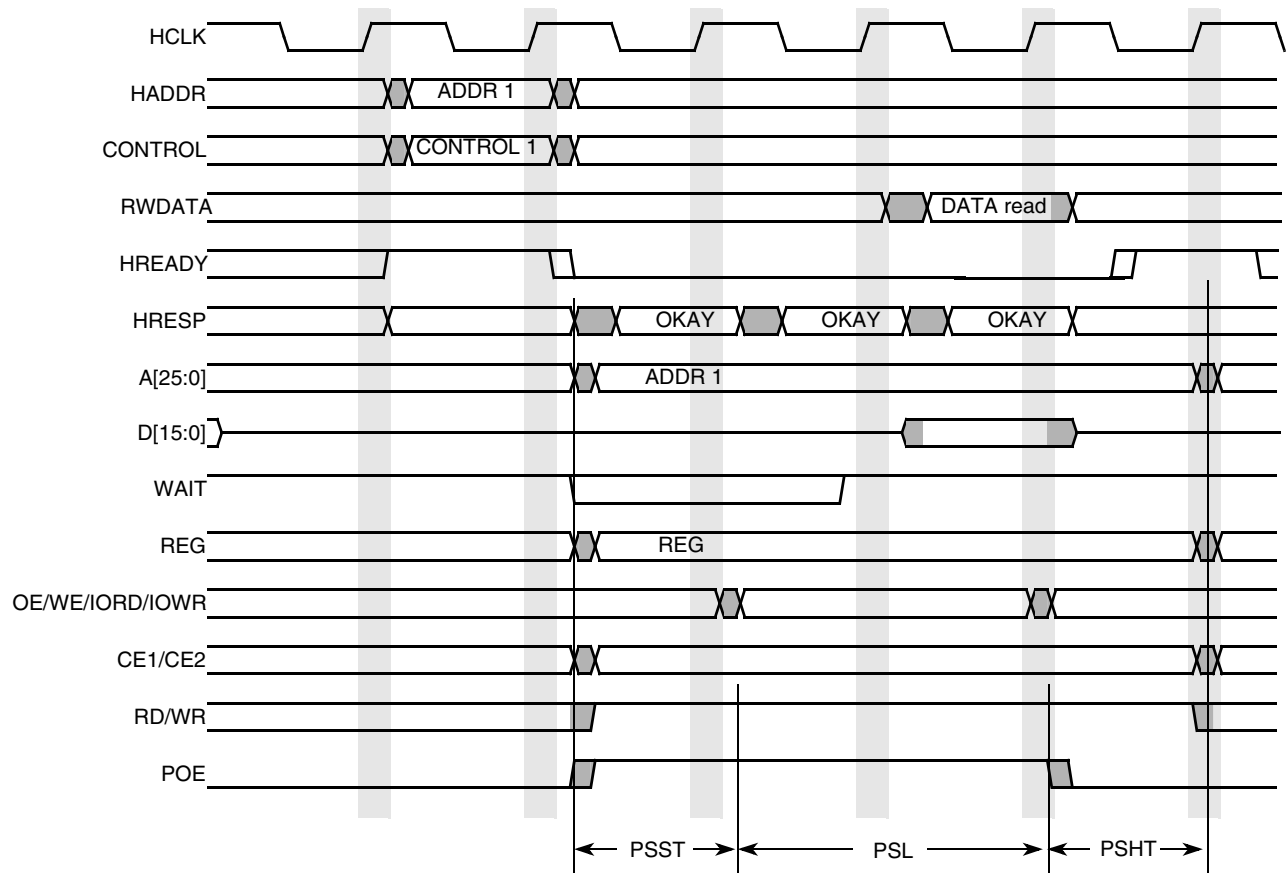 HCLK
HADDR
ADDR 1
CONTROL
CONTROL 1
RWDATA
DATA read
HREADY
HRESP
OKAY
OKAY
OKAY
A[25:0]
ADDR 1
D[15:0]
WAIT
REG
REG
OE/WE/IORD/IOWR
CE1/CE2
RD/WR
POE
PSST
PSL
PSHT